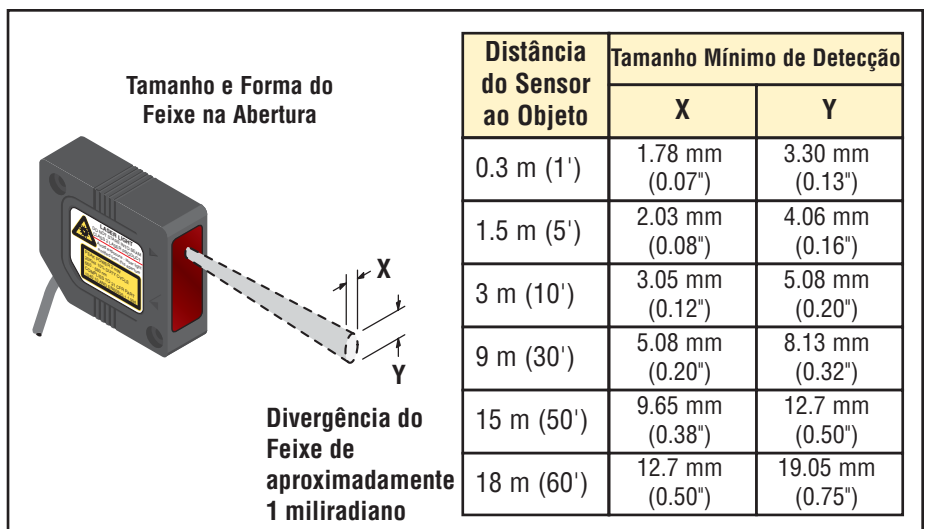 Tamanho e Forma do
Feixe na Abertura
LASER LIGHT
X
Y
Divergência do
Feixe de
aproximadamente
1 miliradiano
Distância
do Sensor
ao Objeto
Tamanho Mínimo de Detecção
X Y
0.3 m (1') 1.78 mm (0.07") 3.30 mm (0.13")
1.5 m (5') 2.03 mm (0.08") 4.06 mm (0.16")
3 m (10') 3.05 mm (0.12") 5.08 mm (0.20")
9 m (30') 5.08 mm (0.20") 8.13 mm (0.32")
15 m (50') 9.65 mm (0.38") 12.7 mm (0.50")
18 m (60') 12.7 mm (0.50") 19.05 mm (0.75")